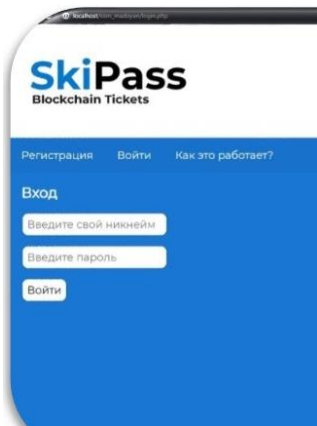 SkiPass
Blockchain Tickets
Регистрация Войти Как это работает?
Вход
Введите свой никнейм
Введите пароль
Войти